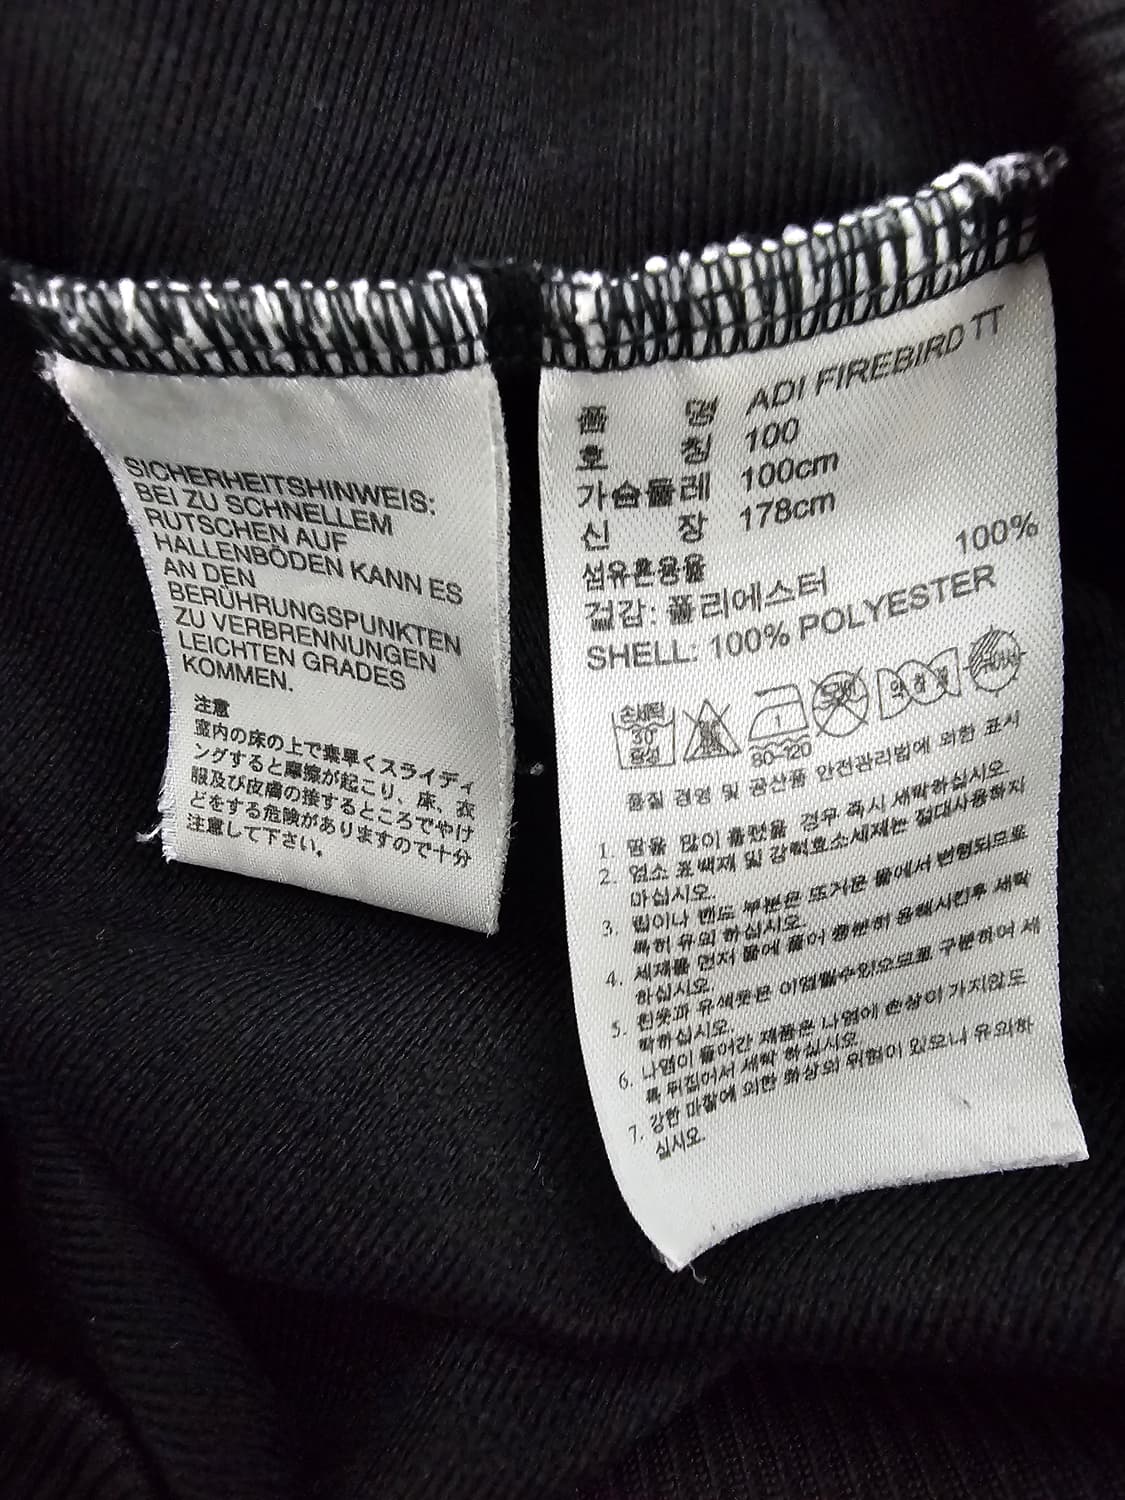 SICHERHEITSHINWEIS:
BEI ZU SCHNELLEM
RUTSCHEN AUF
HALLENBÖDEN KANN ES
AN DEN
BERÜHRUNGSPUNKTEN
ZU VERBRENNUNGEN
LEICHTEN GRADES
KOMMEN.
注意
室内の床の上で素早くスライディ
ングすると摩擦が起こり、床、衣
服及び皮膚の接するところでやけ
どをする危険がありますので十分
注意して下さい。
품 명 ADI FIREBIRD TT
호 칭 100
가슴둘레 100cm
신 장 178cm
섬유혼용율
겉감: 폴리에스터 100%
SHELL: 100% POLYESTER
손세탁
30
중성
1
80~120
품질 경영 및 공산품 안전관리법에 의한 표시
1. 땀을 많이 흘렸을 경우 즉시 세탁하십시오.
2. 염소 표백재 및 강력효소세제는 절대사용하지
마십시오.
3. 립이나 밴드 부분은 뜨거운 물에서 변형되므로
특히 유의 하십시오.
4. 세제를 먼저 물에 풀어 충분히 용해시킨후 세탁
하십시오.
5. 흰옷과 유색옷은 이염될수있으므로 구분하여 세
탁하십시오.
6. 나염이 들어간 제품은 나염에 손상이 가지않도
록 뒤집어서 세탁 하십시오
7. 강한 마찰에 의한 화상의 위험이 있으니 유의하
십시오.